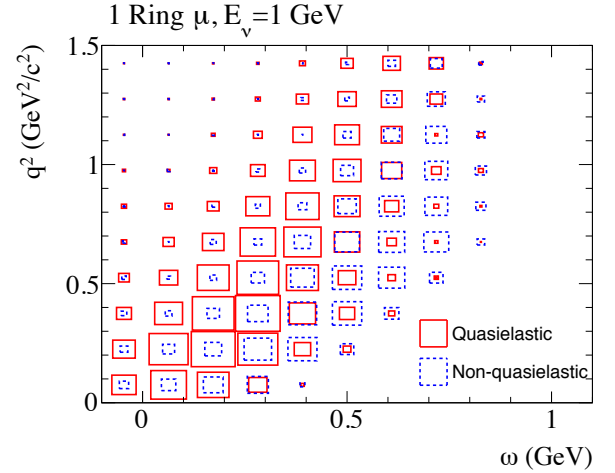 1 Ring μ, E_ν=1 GeV
q² (GeV²/c²)
1.5
1
0.5
0
Quasielastic
Non-quasielastic
0 0.5 1
ω (GeV)